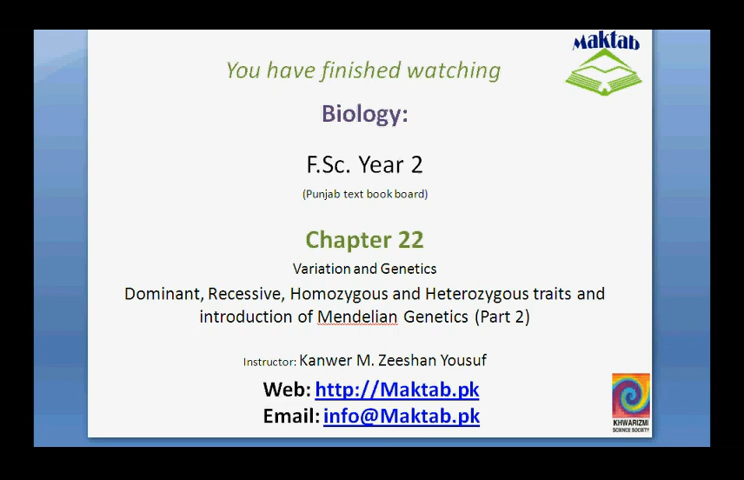 Maktab
You have finished watching
Biology:
F.Sc. Year 2
(Punjab text book board)
Chapter 22
Variation and Genetics
Dominant, Recessive, Homozygous and Heterozygous traits and
introduction of Mendelian Genetics (Part 2)
Instructor: Kanwer M. Zeeshan Yousuf
Web: http://Maktab.pk
Email: info@Maktab.pk
KHWARIZMI
SCIENCE SOCIETY